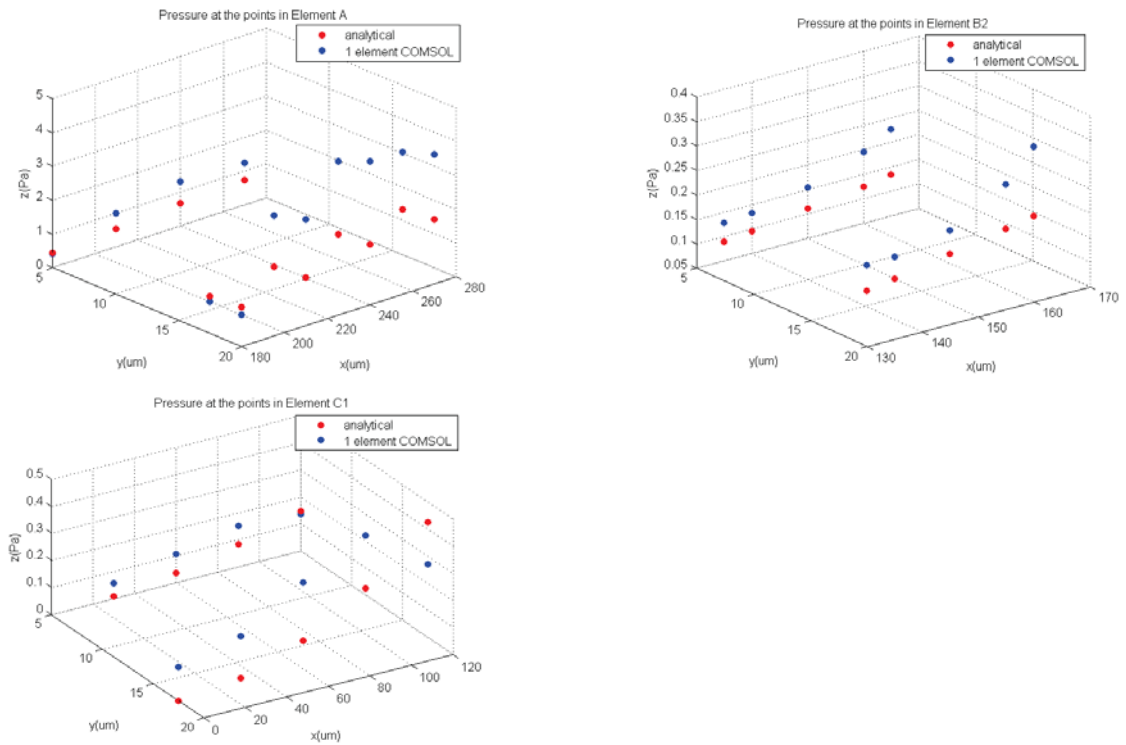 Pressure at the points in Element A
analytical
1 element COMSOL
5
4
3
2
1
0
z(Pa)
5
10
15
20
y(um)
180
200
220
240
260
280
x(um)
Pressure at the points in Element B2
analytical
1 element COMSOL
0.4
0.35
0.3
0.25
0.2
0.15
0.1
0.05
z(Pa)
5
10
15
20
y(um)
130
140
150
160
170
x(um)
Pressure at the points in Element C1
analytical
1 element COMSOL
0.5
0.4
0.3
0.2
0.1
0
z(Pa)
5
10
15
20
y(um)
0
20
40
60
80
100
120
x(um)